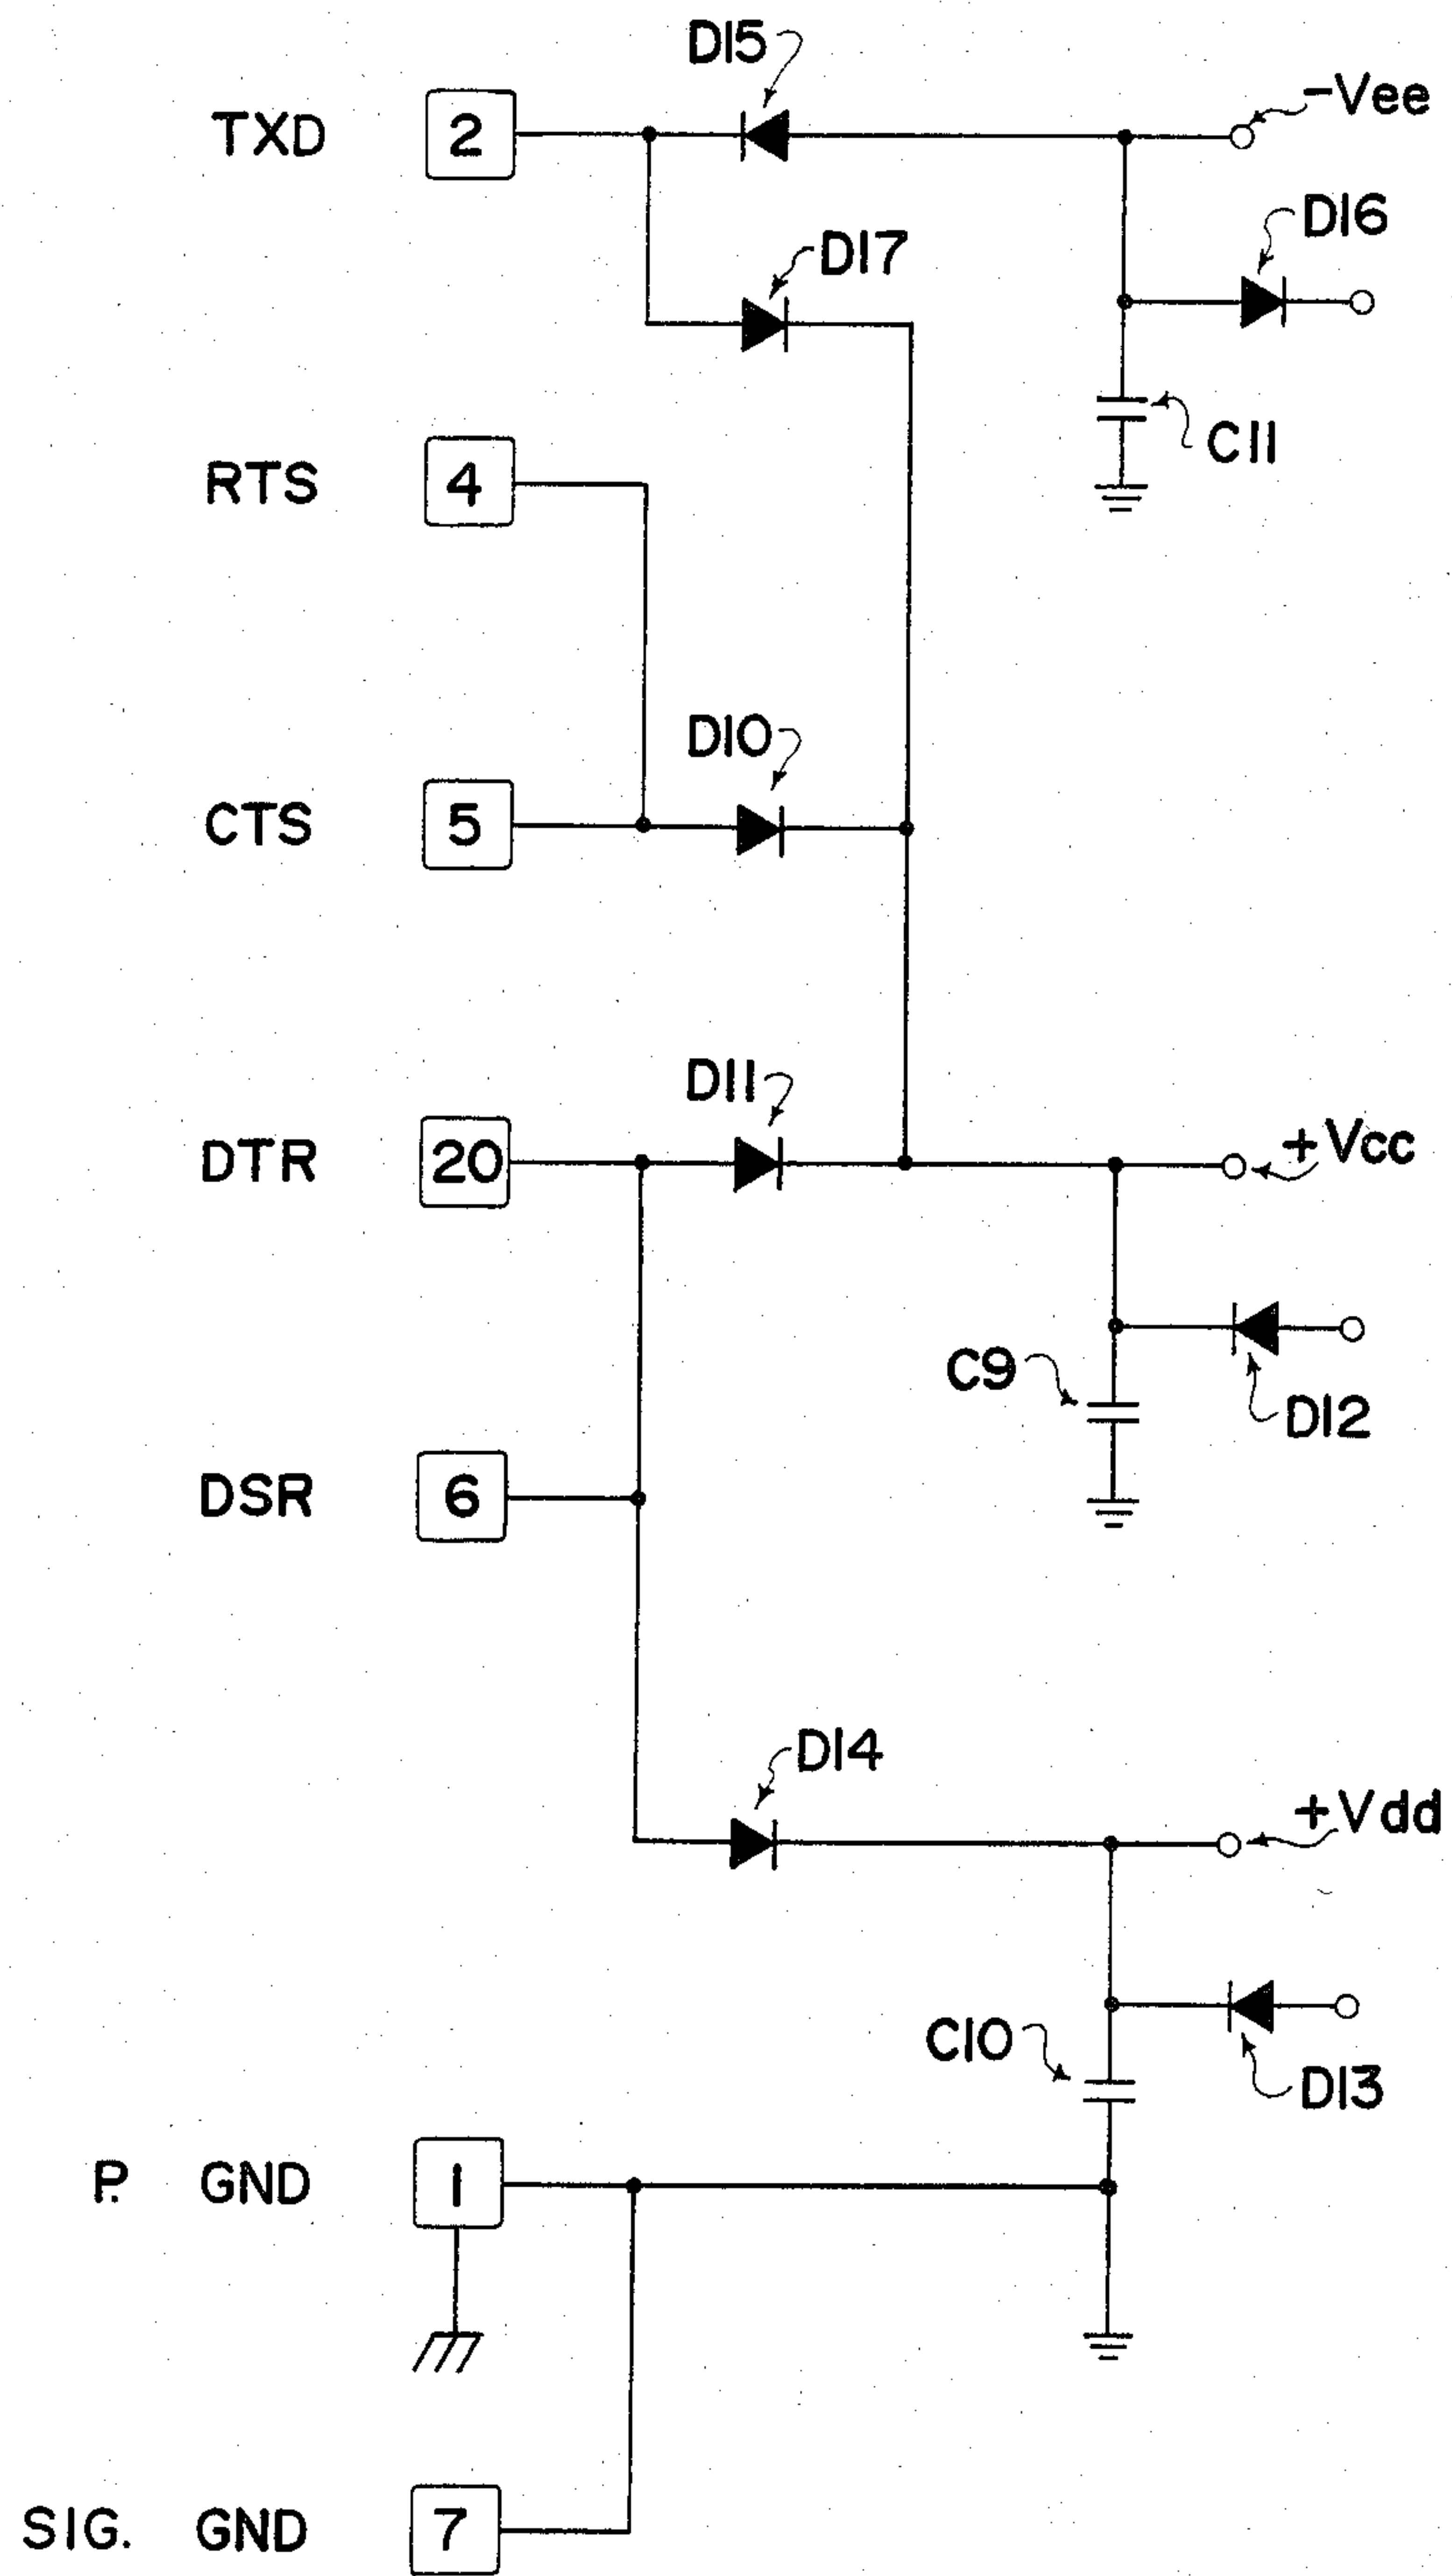 D15
TXD 2
-Vee
D16
D17
C11
RTS 4
D10
CTS 5
D11
DTR 20
+Vcc
C9
D12
DSR 6
D14
+Vdd
C10
D13
P. GND 1
SIG. GND 7